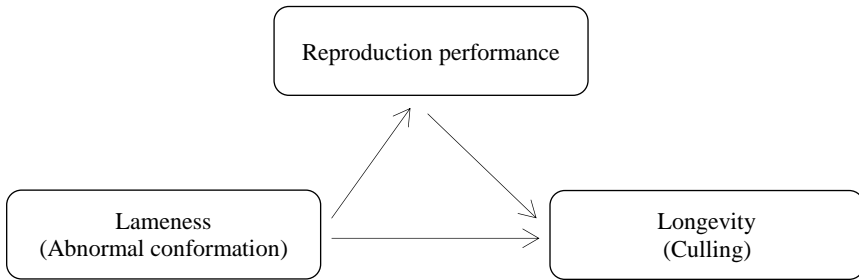 Reproduction performance
Lameness
(Abnormal conformation)
Longevity
(Culling)